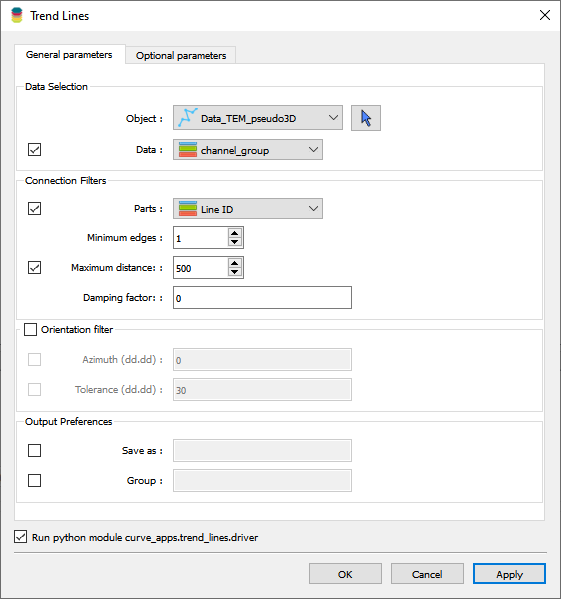 Trend Lines
General parameters
Optional parameters
Data Selection
Object : Data_TEM_pseudo3D
Data : channel_group
Connection Filters
Parts : Line ID
Minimum edges : 1
Maximum distance: : 500
Damping factor: : 0
Orientation filter
Azimuth (dd.dd) : 0
Tolerance (dd.dd) : 30
Output Preferences
Save as :
Group :
Run python module curve_apps.trend_lines.driver
OK
Cancel
Apply